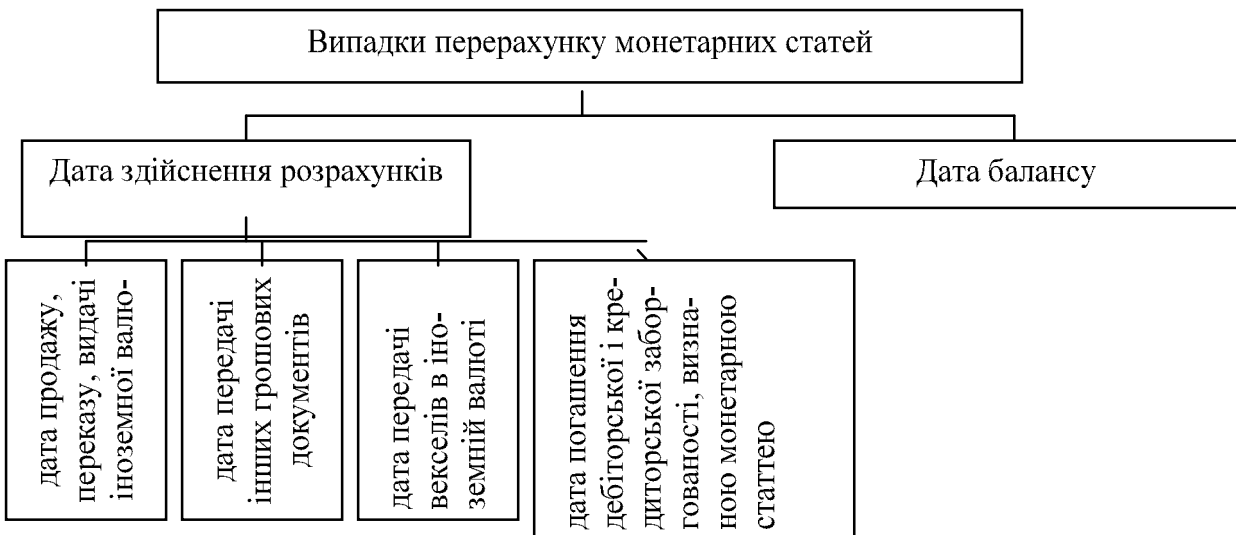 Випадки перерахунку монетарних статей
Дата здійснення розрахунків
Дата балансу
дата продажу,
переказу, видачі
іноземної валю-
дата передачі
інших грошових
документів
дата передачі
векселів в іно-
земній валюті
дата погашення
дебіторської і кре-
диторської забор-
гованості, визна-
ною монетарною
статтею